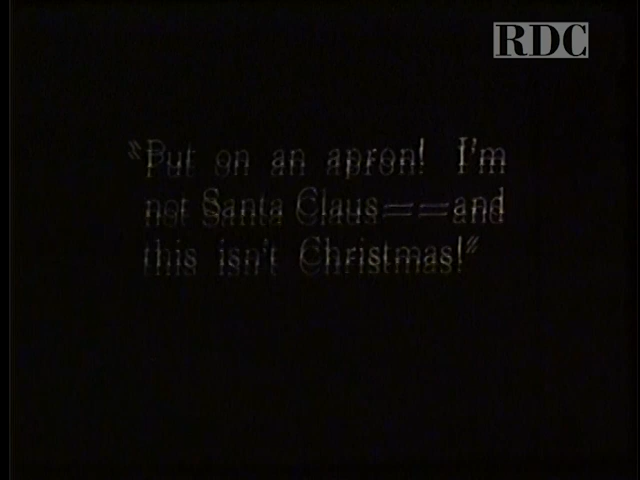 RDC
"Put on an apron! I'm
not Santa Claus——and
this isn't Christmas!"